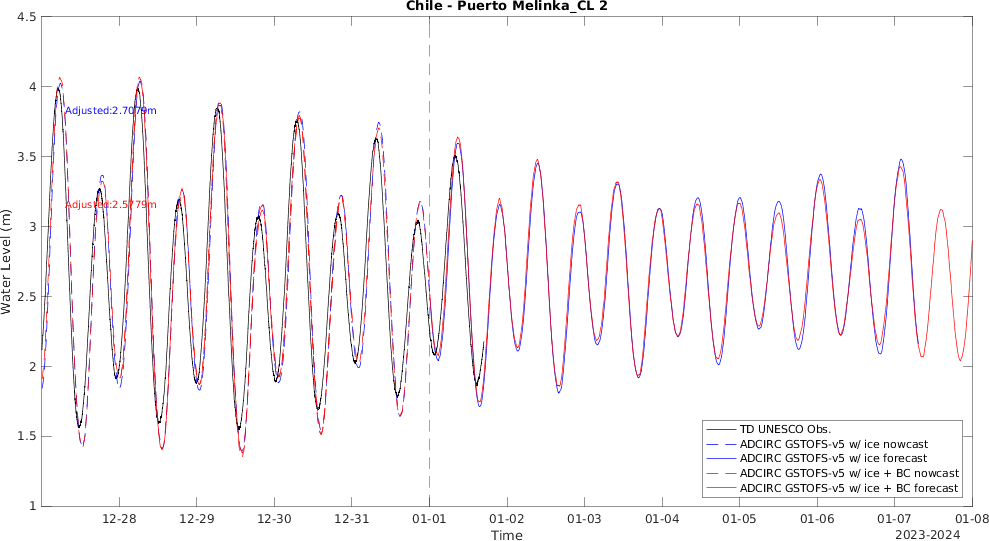 Chile - Puerto Melinka_CL 2
4.5
4
3.5
3
2.5
2
1.5
1
Water Level (m)
Adjusted:2.7079m
Adjusted:2.5779m
TD UNESCO Obs.
ADCIRC GSTOFS-v5 w/ ice nowcast
ADCIRC GSTOFS-v5 w/ ice forecast
ADCIRC GSTOFS-v5 w/ ice + BC nowcast
ADCIRC GSTOFS-v5 w/ ice + BC forecast
12-28 12-29 12-30 12-31 01-01 01-02 01-03 01-04 01-05 01-06 01-07 01-08
Time
2023-2024